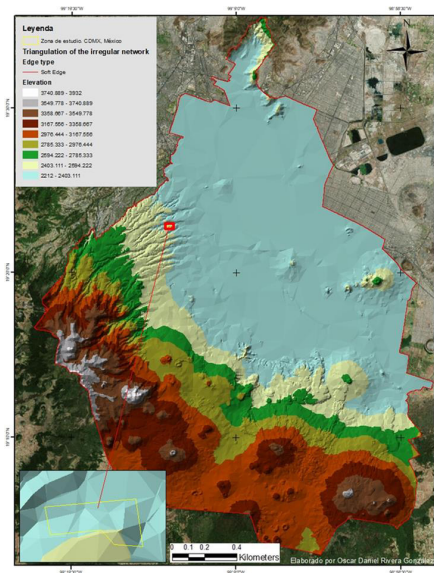 Leyenda
Zona de estudio. CDMX, México
Triangulation of the irregular network
Edge type
Soft Edge
Elevation
3740.889 - 3932
3549.778 - 3740.889
3358.667 - 3549.778
3167.556 - 3358.667
2976.444 - 3167.556
2785.333 - 2976.444
2594.222 - 2785.333
2403.111 - 2594.222
2212 - 2403.111
0 0.1 0.2 0.4
Kilometers
Elaborado por Oscar Daniel Rivera González